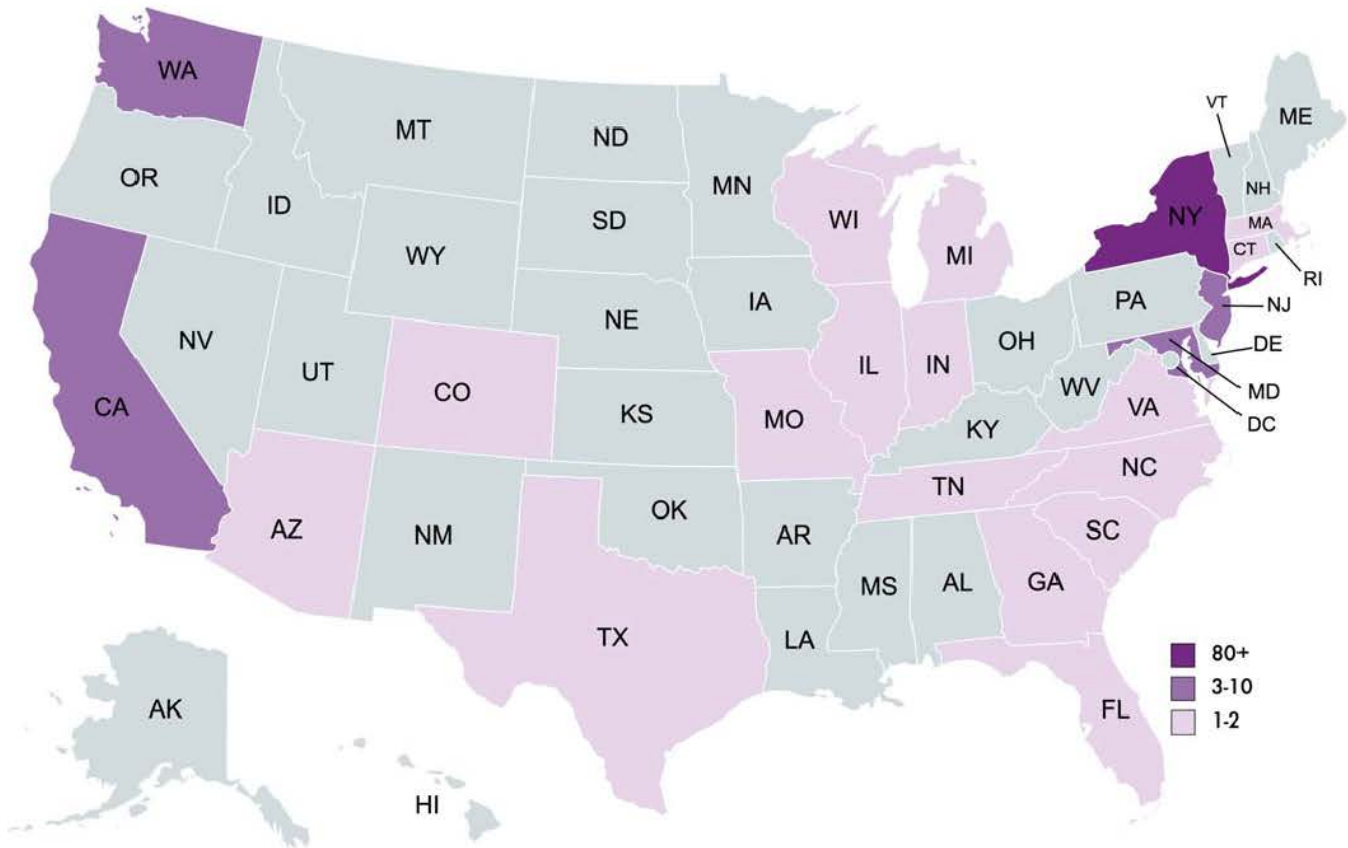 WA
MT
ND
MN
VT
ME
OR
ID
SD
WI
NH
NY
MA
WY
MI
CT
RI
IA
PA
NJ
NV
NE
OH
DE
UT
CO
IL
IN
WV
MD
CA
KS
MO
VA
DC
KY
NC
TN
AZ
NM
OK
AR
SC
MS
AL
GA
TX
LA
80+
3-10
1-2
AK
FL
HI